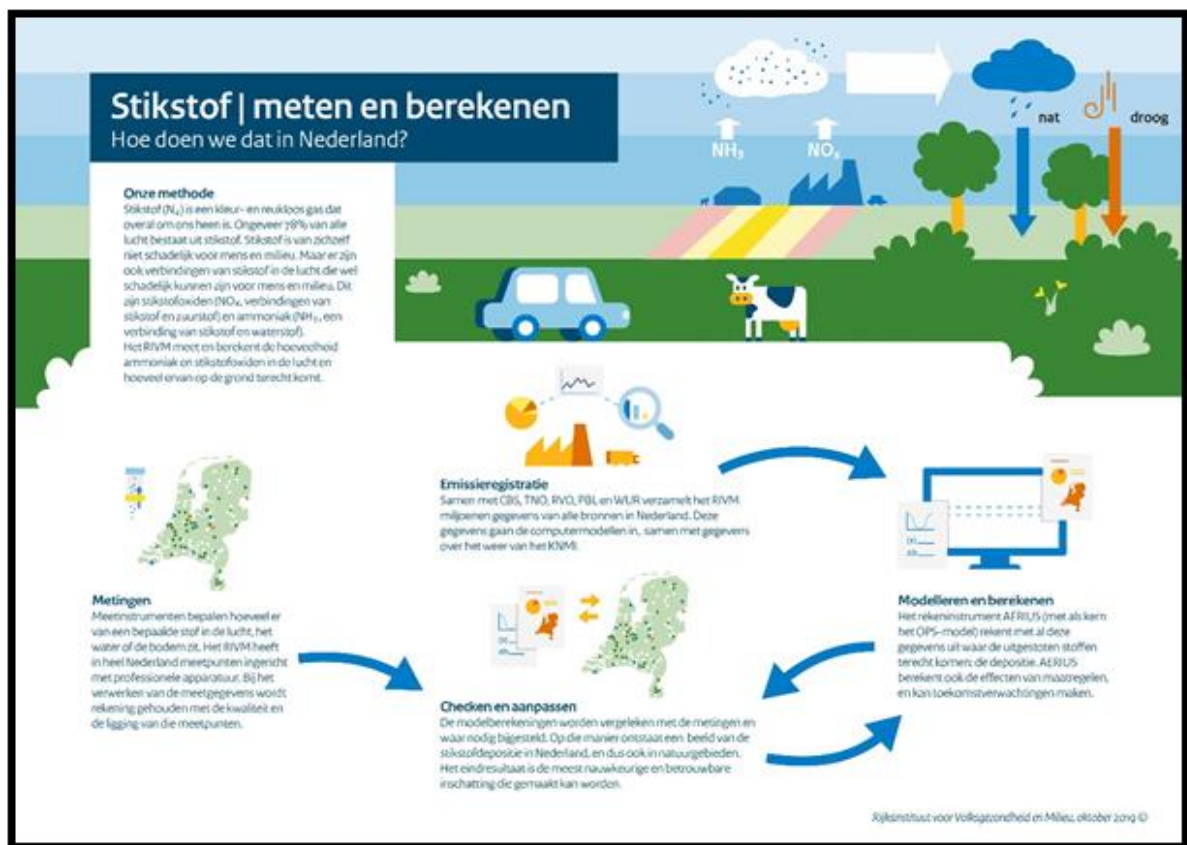 Stikstof | meten en berekenen
Hoe doen we dat in Nederland?
NH₃
NOₓ
nat
droog
Onze methode
Stikstof (N₂) is een kleur- en reukloos gas dat
overal om ons heen is. Ongeveer 78% van alle
lucht bestaat uit stikstof. Stikstof is van zichzelf
niet schadelijk voor mens en milieu. Maar er zijn
ook verbindingen van stikstof in de lucht die wel
schadelijk kunnen zijn voor mens en milieu. Dit
zijn stikstofoxiden (NOₓ, verbindingen van
stikstof en zuurstof) en ammoniak (NH₃, een
verbinding van stikstof en waterstof).
Het RIVM meet en berekent de hoeveelheid
ammoniak en stikstofoxiden in de lucht en
hoeveel ervan op de grond terecht komt.
Emissieregistratie
Samen met CBS, TNO, RVO, PBL en WUR verzamelt het RIVM
miljoenen gegevens van alle bronnen in Nederland. Deze
gegevens gaan de computermodellen in, samen met gegevens
over het weer van het KNMI.
Metingen
Meetinstrumenten bepalen hoeveel er
van een bepaalde stof in de lucht, het
water of de bodem zit. Het RIVM heeft
in heel Nederland meetpunten ingericht
met professionele apparatuur. Bij het
verwerken van de meetgegevens wordt
rekening gehouden met de kwaliteit en
de ligging van die meetpunten.
Checken en aanpassen
De modelberekeningen worden vergeleken met de metingen en
waar nodig bijgesteld. Op die manier ontstaat een beeld van de
stikstofdepositie in Nederland, en dus ook in natuurgebieden.
Het eindresultaat is de meest nauwkeurige en betrouwbare
inschatting die gemaakt kan worden.
Modelleren en berekenen
Het rekeninstrument AERIUS (met als kern
het OPS-model) rekent met al deze
gegevens uit waar de uitgestoten stoffen
terecht komen: de depositie. AERIUS
berekent ook de effecten van maatregelen,
en kan toekomstverwachtingen maken.
Rijksinstituut voor Volksgezondheid en Milieu, oktober 2019 ©